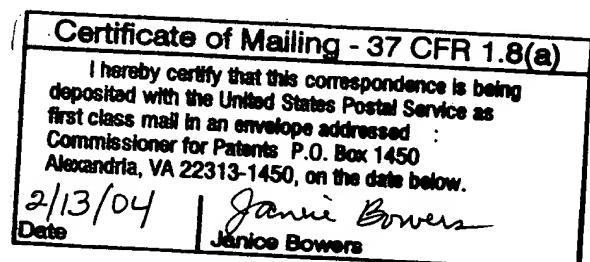 Certificate of Mailing - 37 CFR 1.8(a)
I hereby certify that this correspondence is being
deposited with the United States Postal Service as
first class mail in an envelope addressed :
Commissioner for Patents P.O. Box 1450
Alexandria, VA 22313-1450, on the date below.
2/13/04 Janice Bowers
Date Janice Bowers